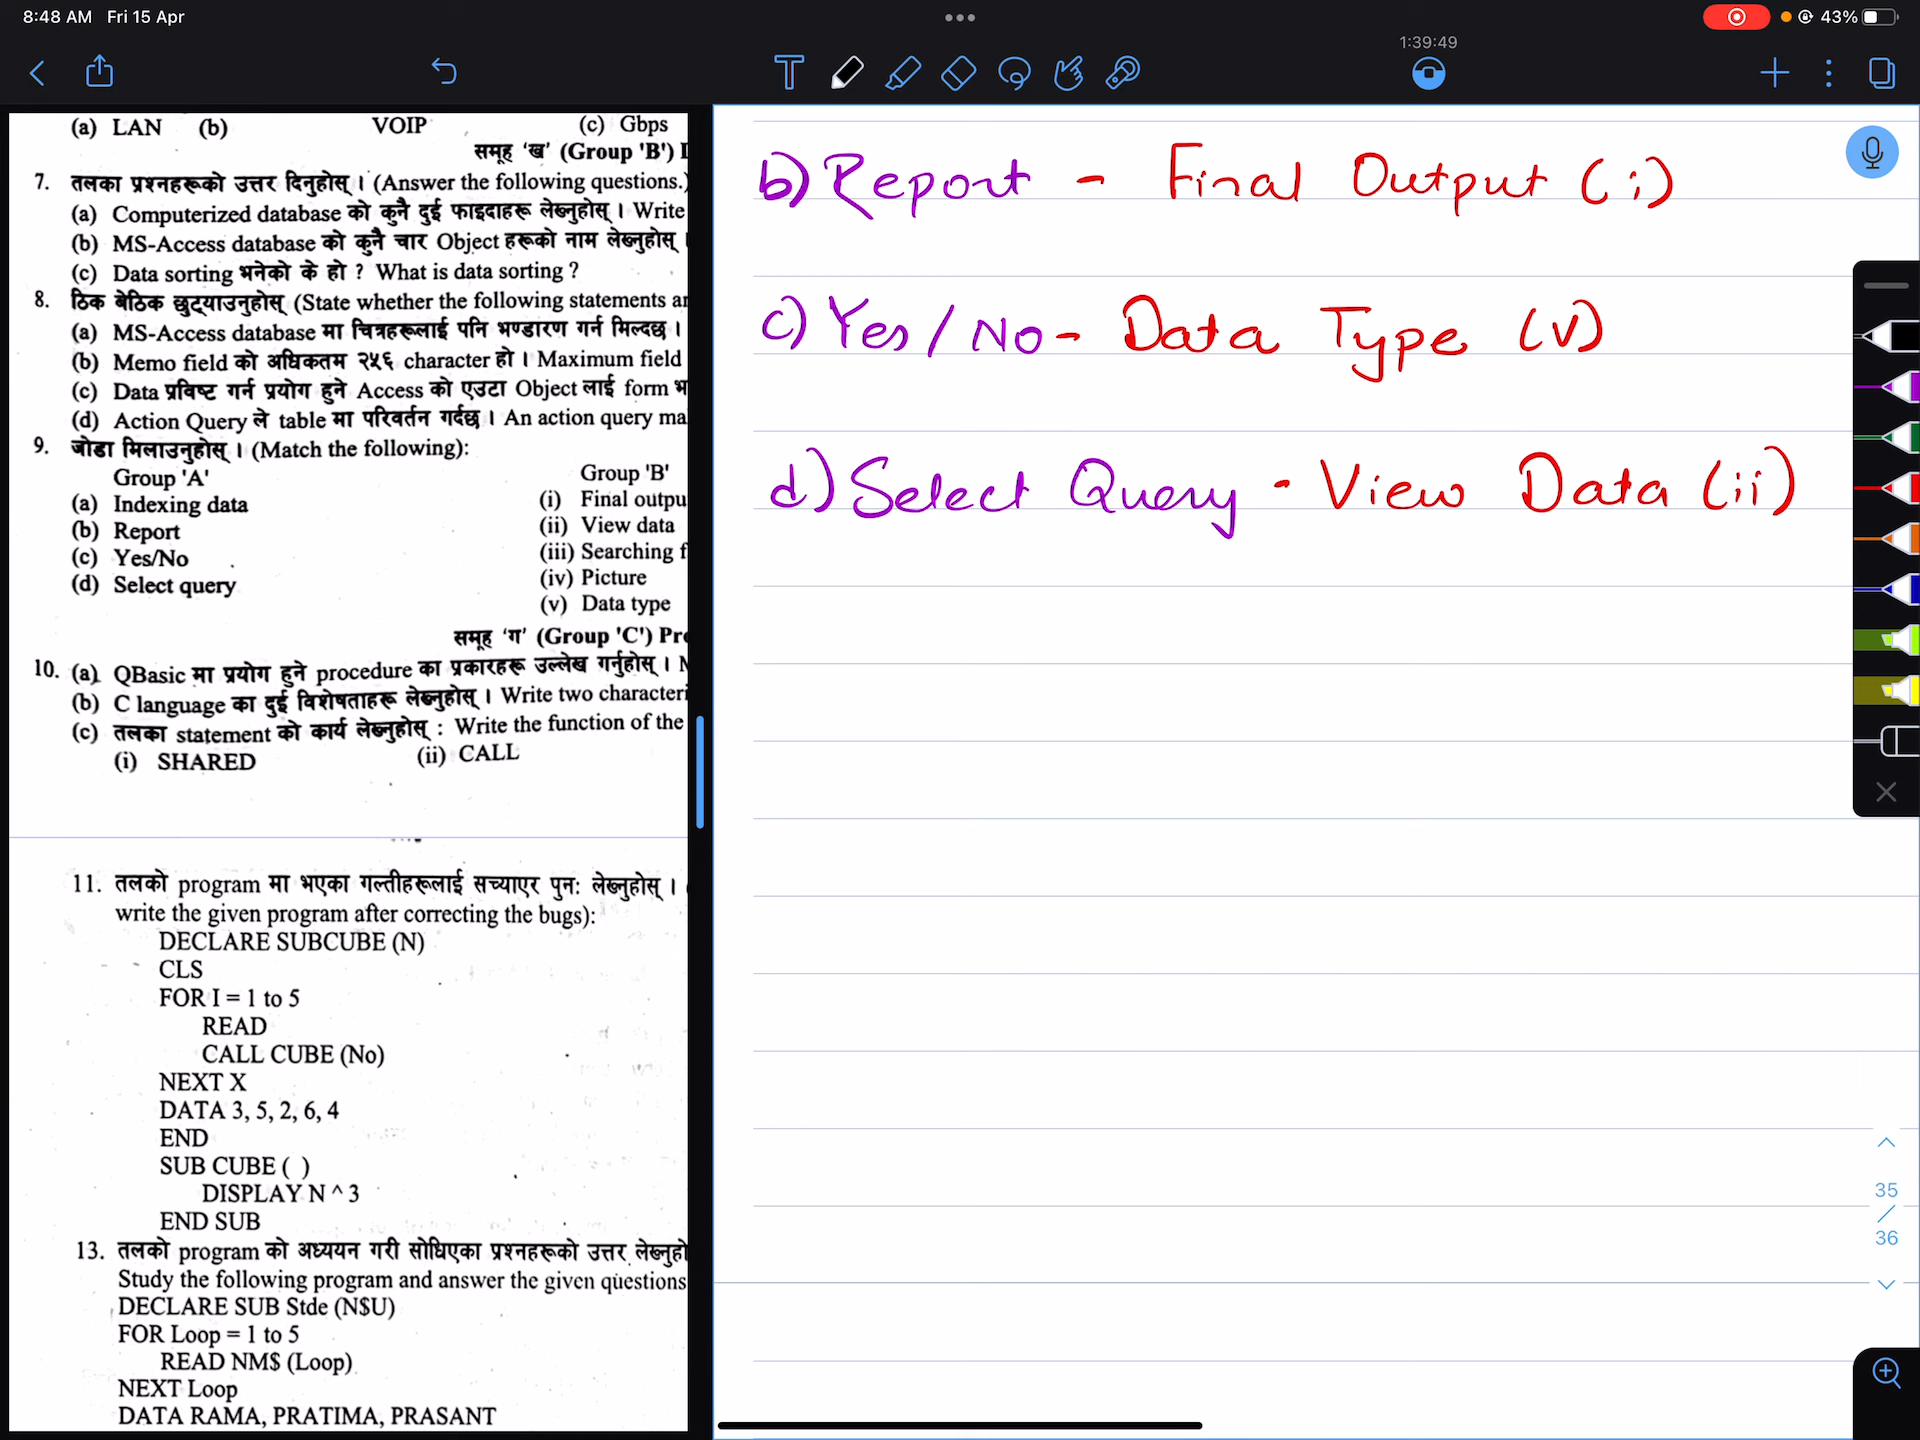 8:48 AM Fri 15 Apr
43%
1:39:49
(a) LAN (b) VOIP (c) Gbps
समूह 'ख' (Group 'B')
7. तलका प्रश्नहरूको उत्तर दिनुहोस् । (Answer the following questions.)
(a) Computerized database को कुनै दुई फाइदाहरू लेख्नुहोस् । Write
(b) MS-Access database को कुनै चार Object हरूको नाम लेख्नुहोस् ।
(c) Data sorting भनेको के हो ? What is data sorting ?
8. ठिक बेठिक छुट्याउनुहोस् (State whether the following statements
(a) MS-Access database मा चित्रहरूलाई पनि भण्डारण गर्न मिल्दछ ।
(b) Memo field को अधिकतम २५६ character हो । Maximum field
(c) Data प्रविष्ट गर्न प्रयोग हुने Access को एउटा Object लाई form
(d) Action Query ले table मा परिवर्तन गर्दछ । An action query ma
9. जोडा मिलाउनुहोस् । (Match the following):
Group 'A' Group 'B'
(a) Indexing data (i) Final outpu
(b) Report (ii) View data
(c) Yes/No (iii) Searching f
(d) Select query (iv) Picture
(v) Data type
समूह 'ग' (Group 'C') Pr
10. (a) QBasic मा प्रयोग हुने procedure का प्रकारहरू उल्लेख गर्नुहोस् ।
(b) C language का दुई विशेषताहरू लेख्नुहोस् । Write two characteri
(c) तलका statement को कार्य लेख्नुहोस् : Write the function of the
(i) SHARED (ii) CALL
11. तलको program मा भएका गल्तीहरूलाई सच्याएर पुन: लेख्नुहोस् ।
write the given program after correcting the bugs):
DECLARE SUBCUBE (N)
CLS
FOR I = 1 to 5
READ
CALL CUBE (No)
NEXT X
DATA 3, 5, 2, 6, 4
END
SUB CUBE ( )
DISPLAY N ^ 3
END SUB
13. तलको program को अध्ययन गरी सोधिएका प्रश्नहरूको उत्तर लेख्नुहो
Study the following program and answer the given questions
DECLARE SUB Stde (N$U)
FOR Loop = 1 to 5
READ NM$ (Loop)
NEXT Loop
DATA RAMA, PRATIMA, PRASANT
b) Report - Final Output (i)
c) Yes/No - Data Type (v)
d) Select Query - View Data (ii)
35
/
36